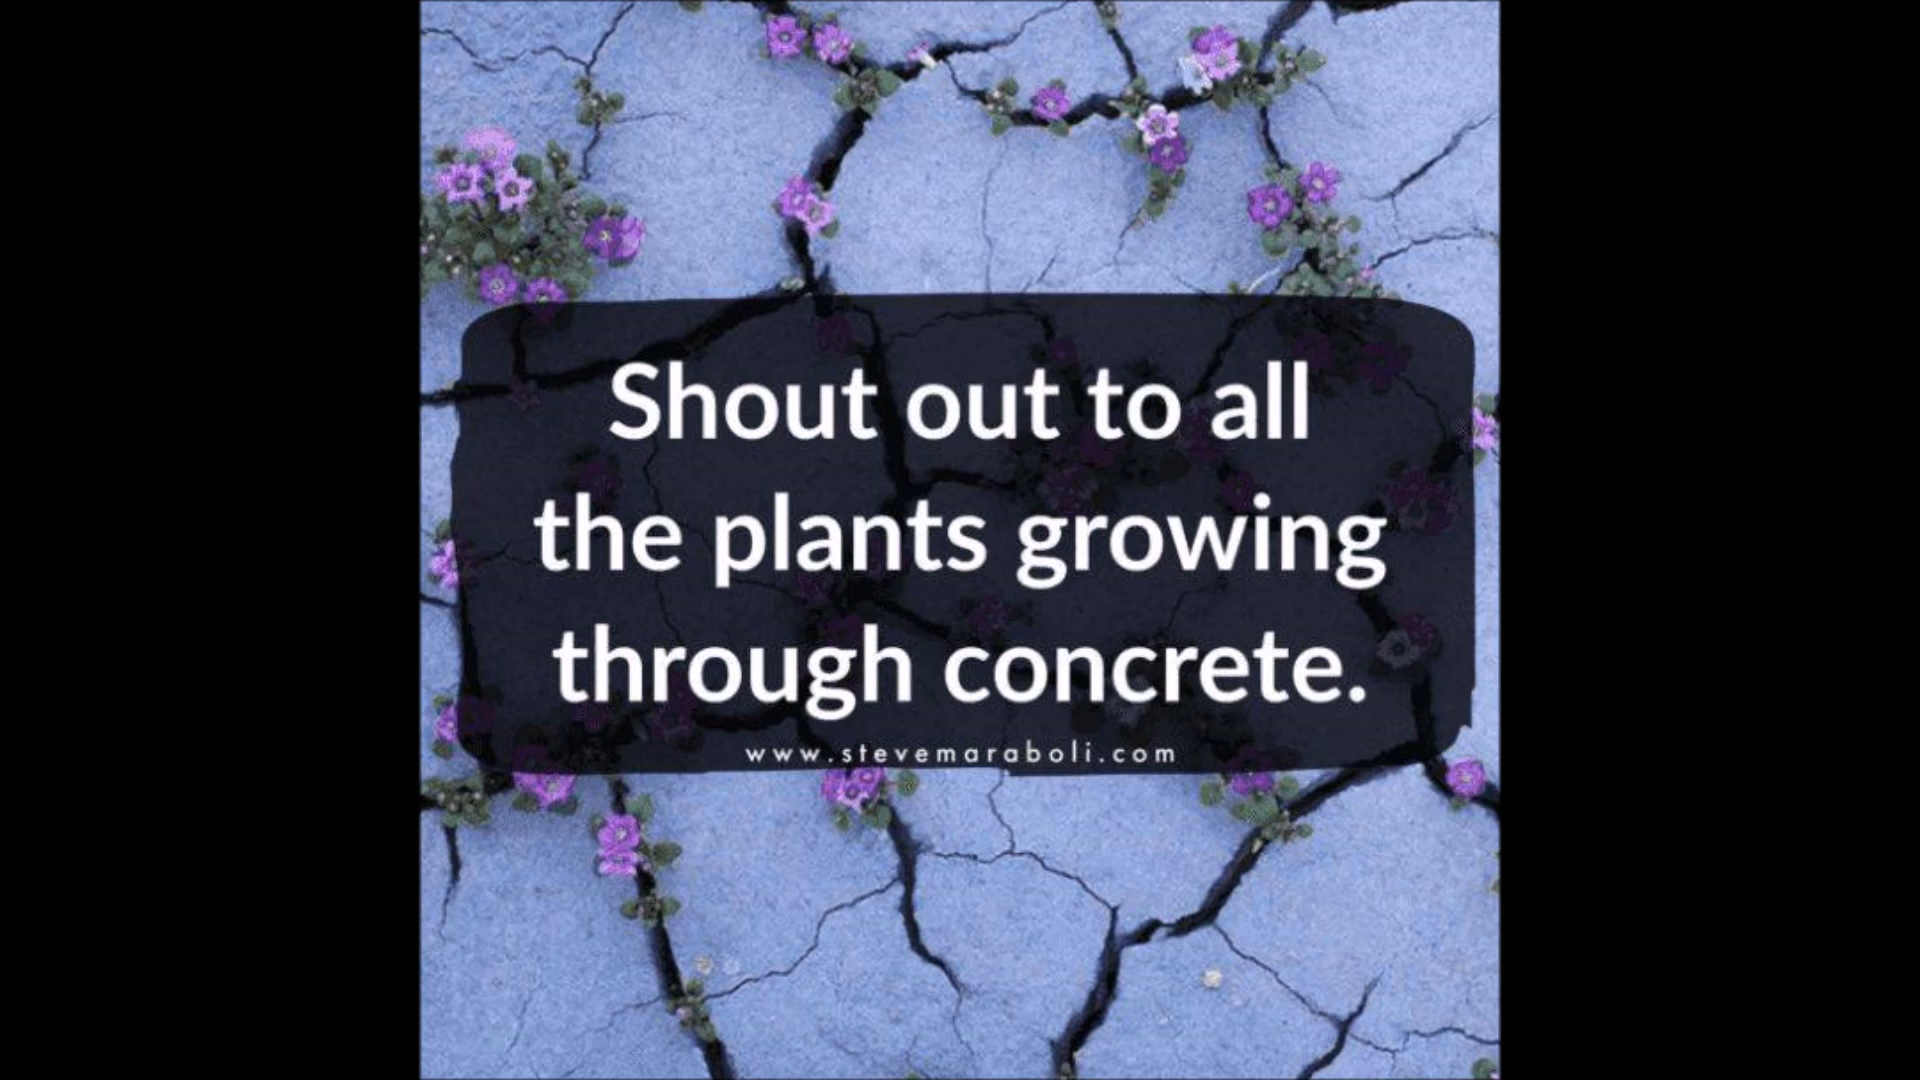 Shout out to all
the plants growing
through concrete.
www.stevemaraboli.com